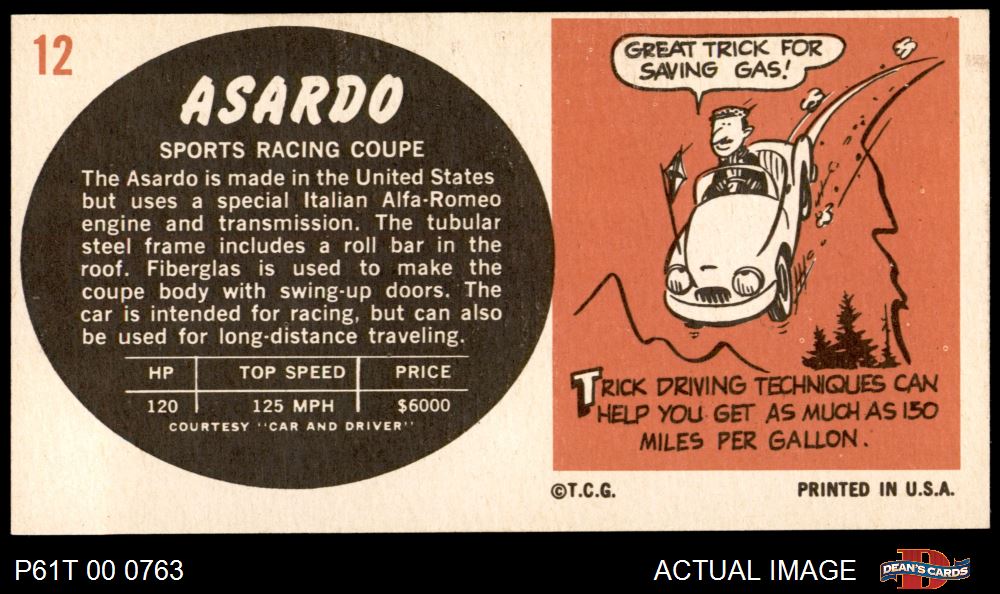 12
ASARDO
SPORTS RACING COUPE
The Asardo is made in the United States
but uses a special Italian Alfa-Romeo
engine and transmission. The tubular
steel frame includes a roll bar in the
roof. Fiberglas is used to make the
coupe body with swing-up doors. The
car is intended for racing, but can also
be used for long-distance traveling.
HP TOP SPEED PRICE
120 125 MPH $6000
COURTESY "CAR AND DRIVER"
GREAT TRICK FOR
SAVING GAS!
TRICK DRIVING TECHNIQUES CAN
HELP YOU GET AS MUCH AS 150
MILES PER GALLON.
©T.C.G. PRINTED IN U.S.A.
P61T 00 0763 ACTUAL IMAGE
D
DEAN'S CARDS